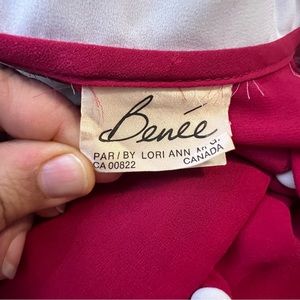 Benée
PAR / BY LORI ANN
CA 00822 CANADA